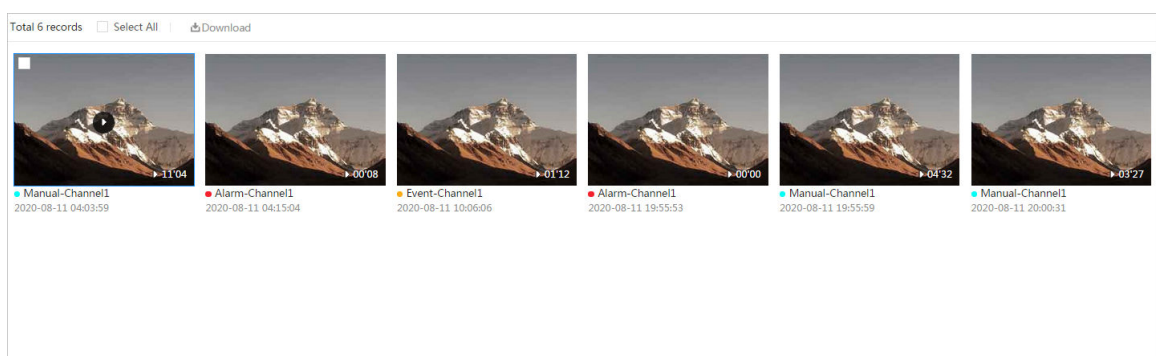 Total 6 records Select All Download
11'04 00'08 01'12 00'00 04'32 03'27
Manual-Channel1 Alarm-Channel1 Event-Channel1 Alarm-Channel1 Manual-Channel1 Manual-Channel1
2020-08-11 04:03:59 2020-08-11 04:15:04 2020-08-11 10:06:06 2020-08-11 19:55:53 2020-08-11 19:55:59 2020-08-11 20:00:31